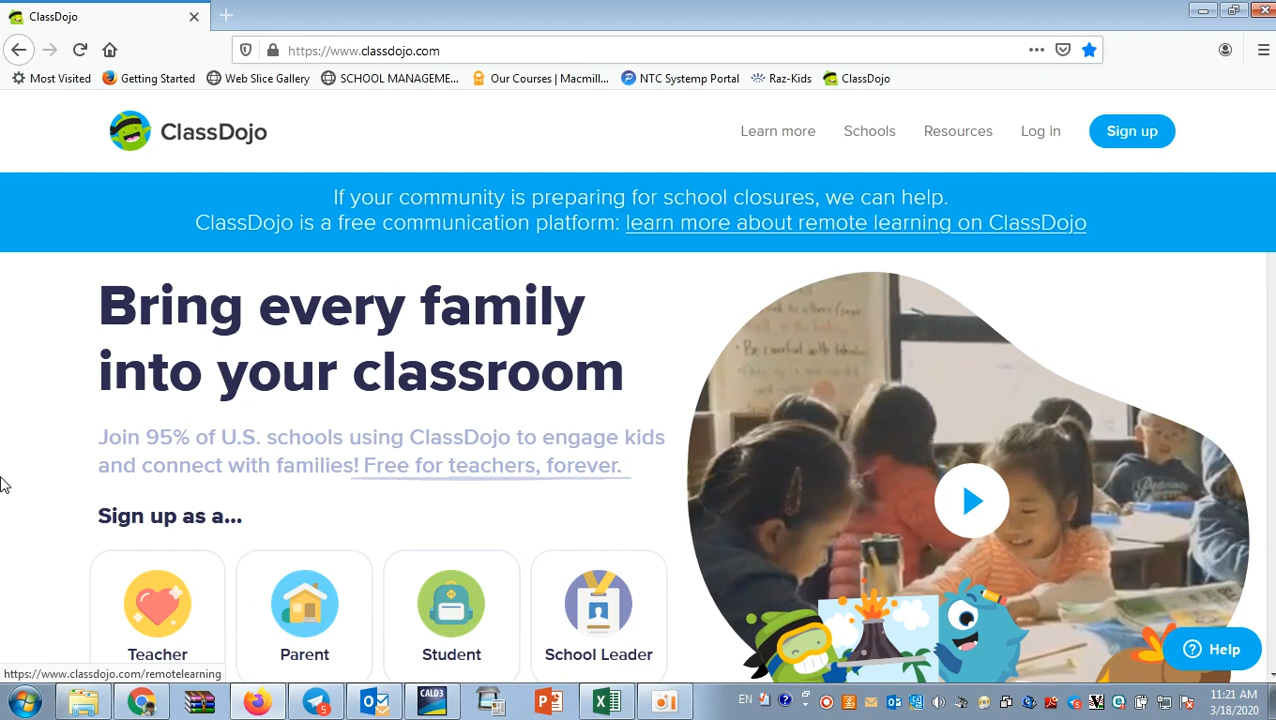 ClassDojo
https://www.classdojo.com
Most Visited
Getting Started
Web Slice Gallery
SCHOOL MANAGEME...
Our Courses | Macmill...
NTC Systemp Portal
Raz-Kids
ClassDojo
ClassDojo
Learn more
Schools
Resources
Log in
Sign up
If your community is preparing for school closures, we can help.
ClassDojo is a free communication platform: learn more about remote learning on ClassDojo
Bring every family
into your classroom
Join 95% of U.S. schools using ClassDojo to engage kids
and connect with families! Free for teachers, forever.
Sign up as a...
Teacher
Parent
Student
School Leader
Help
https://www.classdojo.com/remotelearning
5
CALD3
EN
11:21 AM
3/18/2020